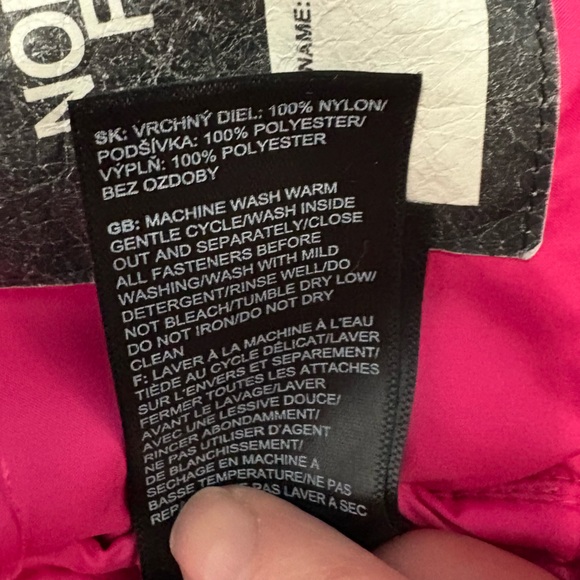 NOR
F
NAME:
SK: VRCHNÝ DIEL: 100% NYLON/
PODŠÍVKA: 100% POLYESTER/
VÝPLŇ: 100% POLYESTER
BEZ OZDOBY
GB: MACHINE WASH WARM
GENTLE CYCLE/WASH INSIDE
OUT AND SEPARATELY/CLOSE
ALL FASTENERS BEFORE
WASHING/WASH WITH MILD
DETERGENT/RINSE WELL/DO
NOT BLEACH/TUMBLE DRY LOW/
DO NOT IRON/DO NOT DRY
CLEAN
F: LAVER À LA MACHINE À L'EAU
TIÈDE AU CYCLE DÉLICAT/LAVER
SUR L'ENVERS ET SEPAREMENT/
FERMER TOUTES LES ATTACHES
AVANT LE LAVAGE/LAVER
AVEC UNE LESSIVE DOUCE/
RINCER ABONDAMMENT/
NE PAS UTILISER D'AGENT
DE BLANCHISSEMENT/
SÉCHAGE EN MACHINE À
BASSE TEMPÉRATURE/NE PAS
REP PAS LAVER A SEC